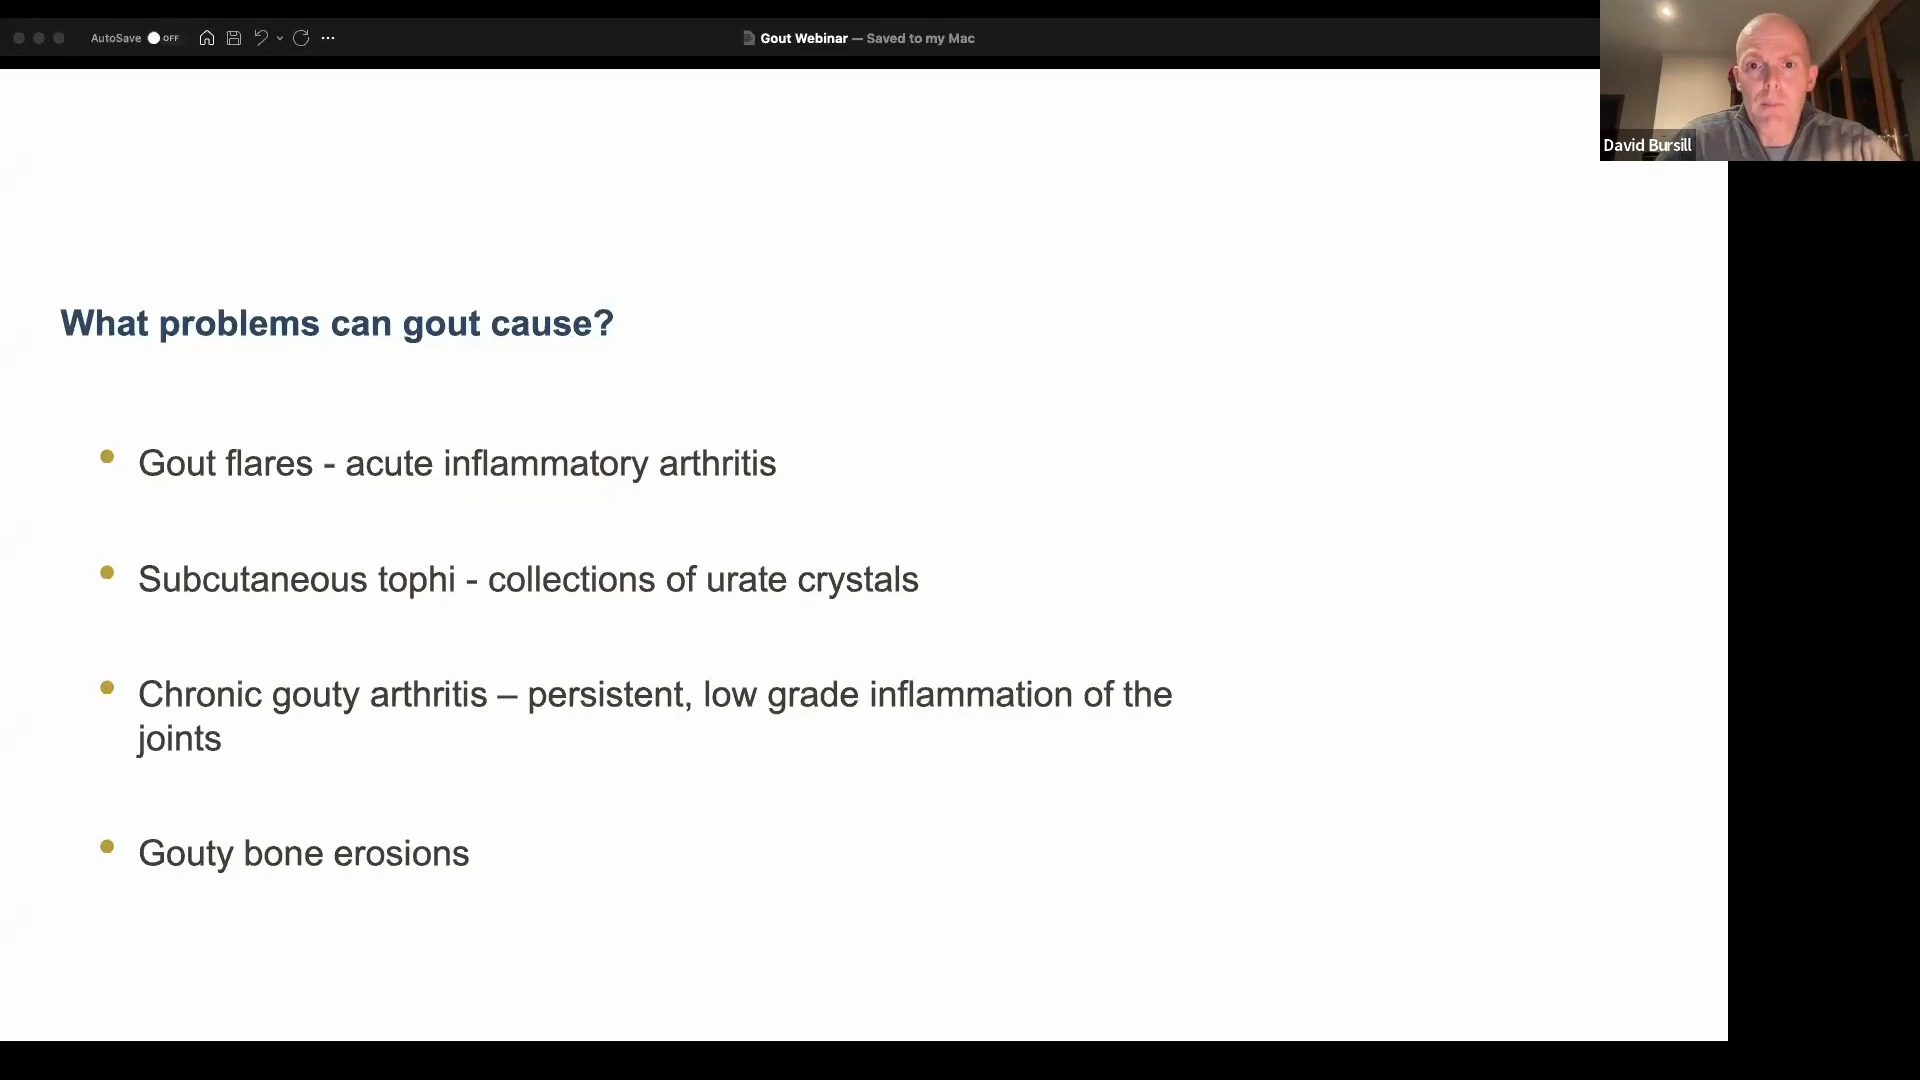 AutoSave OFF
Gout Webinar — Saved to my Mac
David Bursill
What problems can gout cause?
• Gout flares - acute inflammatory arthritis
• Subcutaneous tophi - collections of urate crystals
• Chronic gouty arthritis – persistent, low grade inflammation of the
joints
• Gouty bone erosions